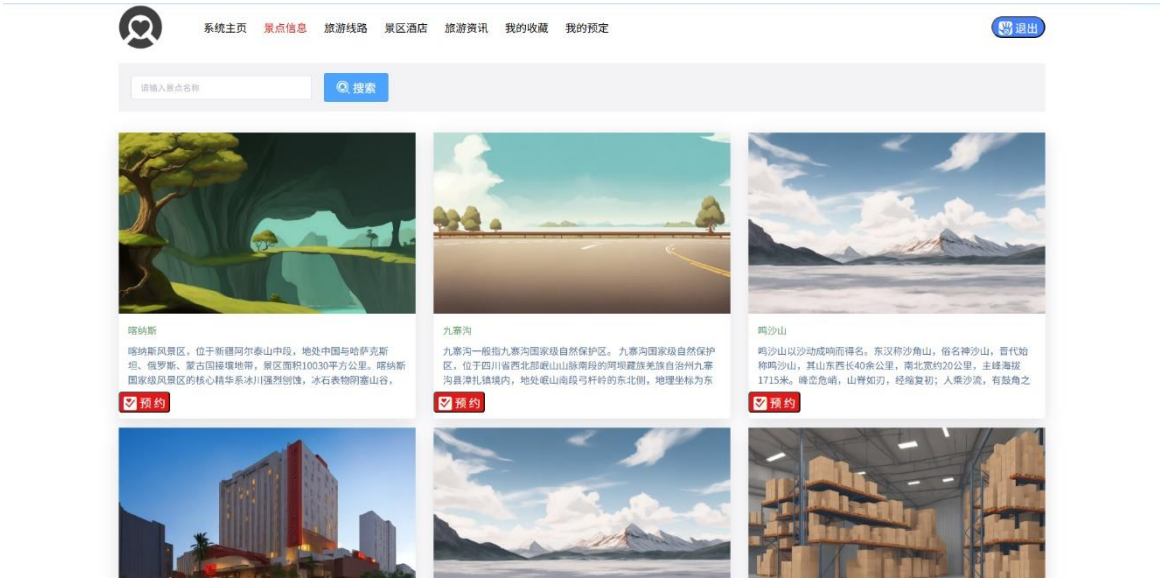 系统主页 景点信息 旅游线路 景区酒店 旅游资讯 我的收藏 我的预定 退出
请输入景点名称 搜索
喀纳斯
喀纳斯风景区，位于新疆阿尔泰山中段，地处中国与哈萨克斯
坦、俄罗斯、蒙古国接壤地带，景区面积10030平方公里。喀纳斯
国家级风景区的核心精华系冰川强烈刨蚀，冰石表物阴塞山谷，
预约
九寨沟
九寨沟一般指九寨沟国家级自然保护区。 九寨沟国家级自然保护
区，位于四川省西北部岷山山脉南段的阿坝藏族羌族自治州九寨
沟县漳扎镇境内，地处岷山南段弓杆岭的东北侧，地理坐标为东
预约
鸣沙山
鸣沙山以沙动成响而得名。东汉称沙角山，俗名神沙山，晋代始
称鸣沙山，其山东西长40余公里，南北宽约20公里，主峰海拔
1715米。峰峦危峭，山脊如刃，经缩复初；人乘沙流，有鼓角之
预约